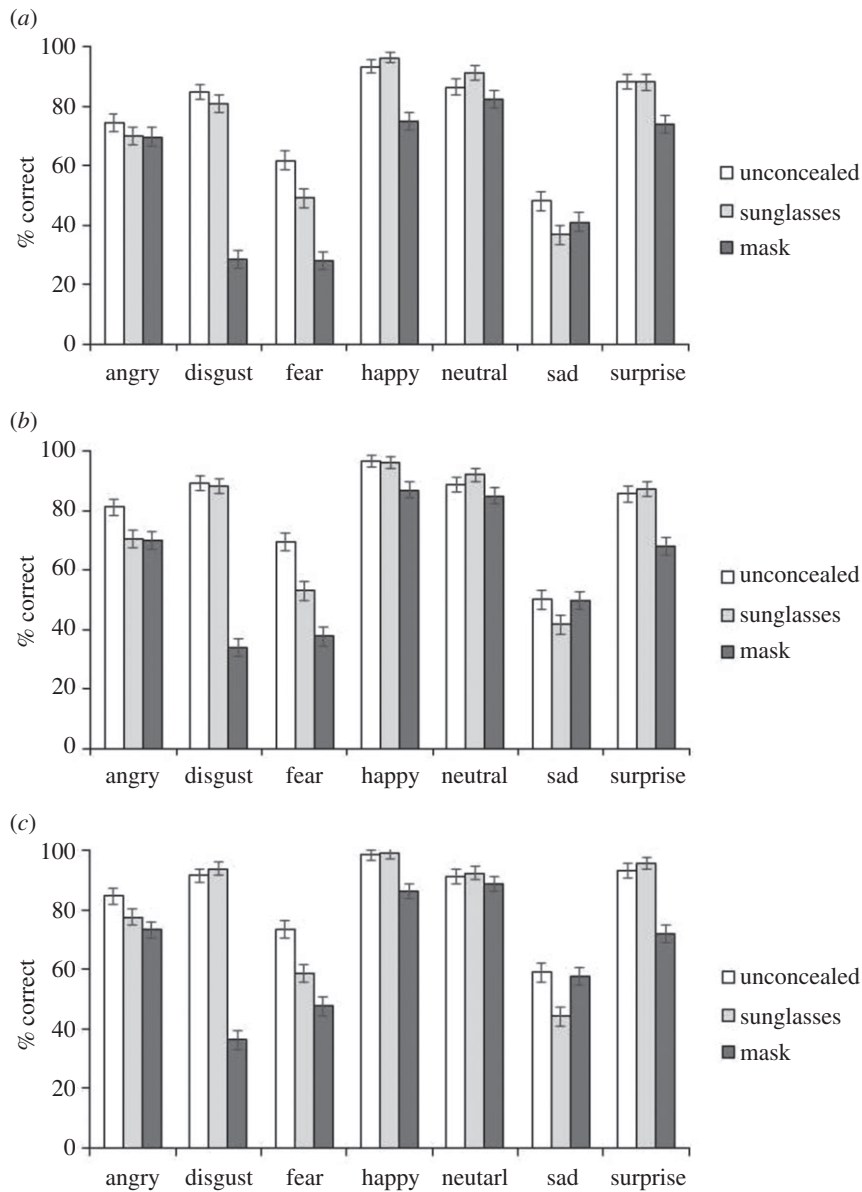 (a)
100
80
60
40
20
0
% correct
angry disgust fear happy neutral sad surprise
unconcealed
sunglasses
mask
(b)
100
80
60
40
20
0
% correct
angry disgust fear happy neutral sad surprise
unconcealed
sunglasses
mask
(c)
100
80
60
40
20
0
% correct
angry disgust fear happy neutarl sad surprise
unconcealed
sunglasses
mask